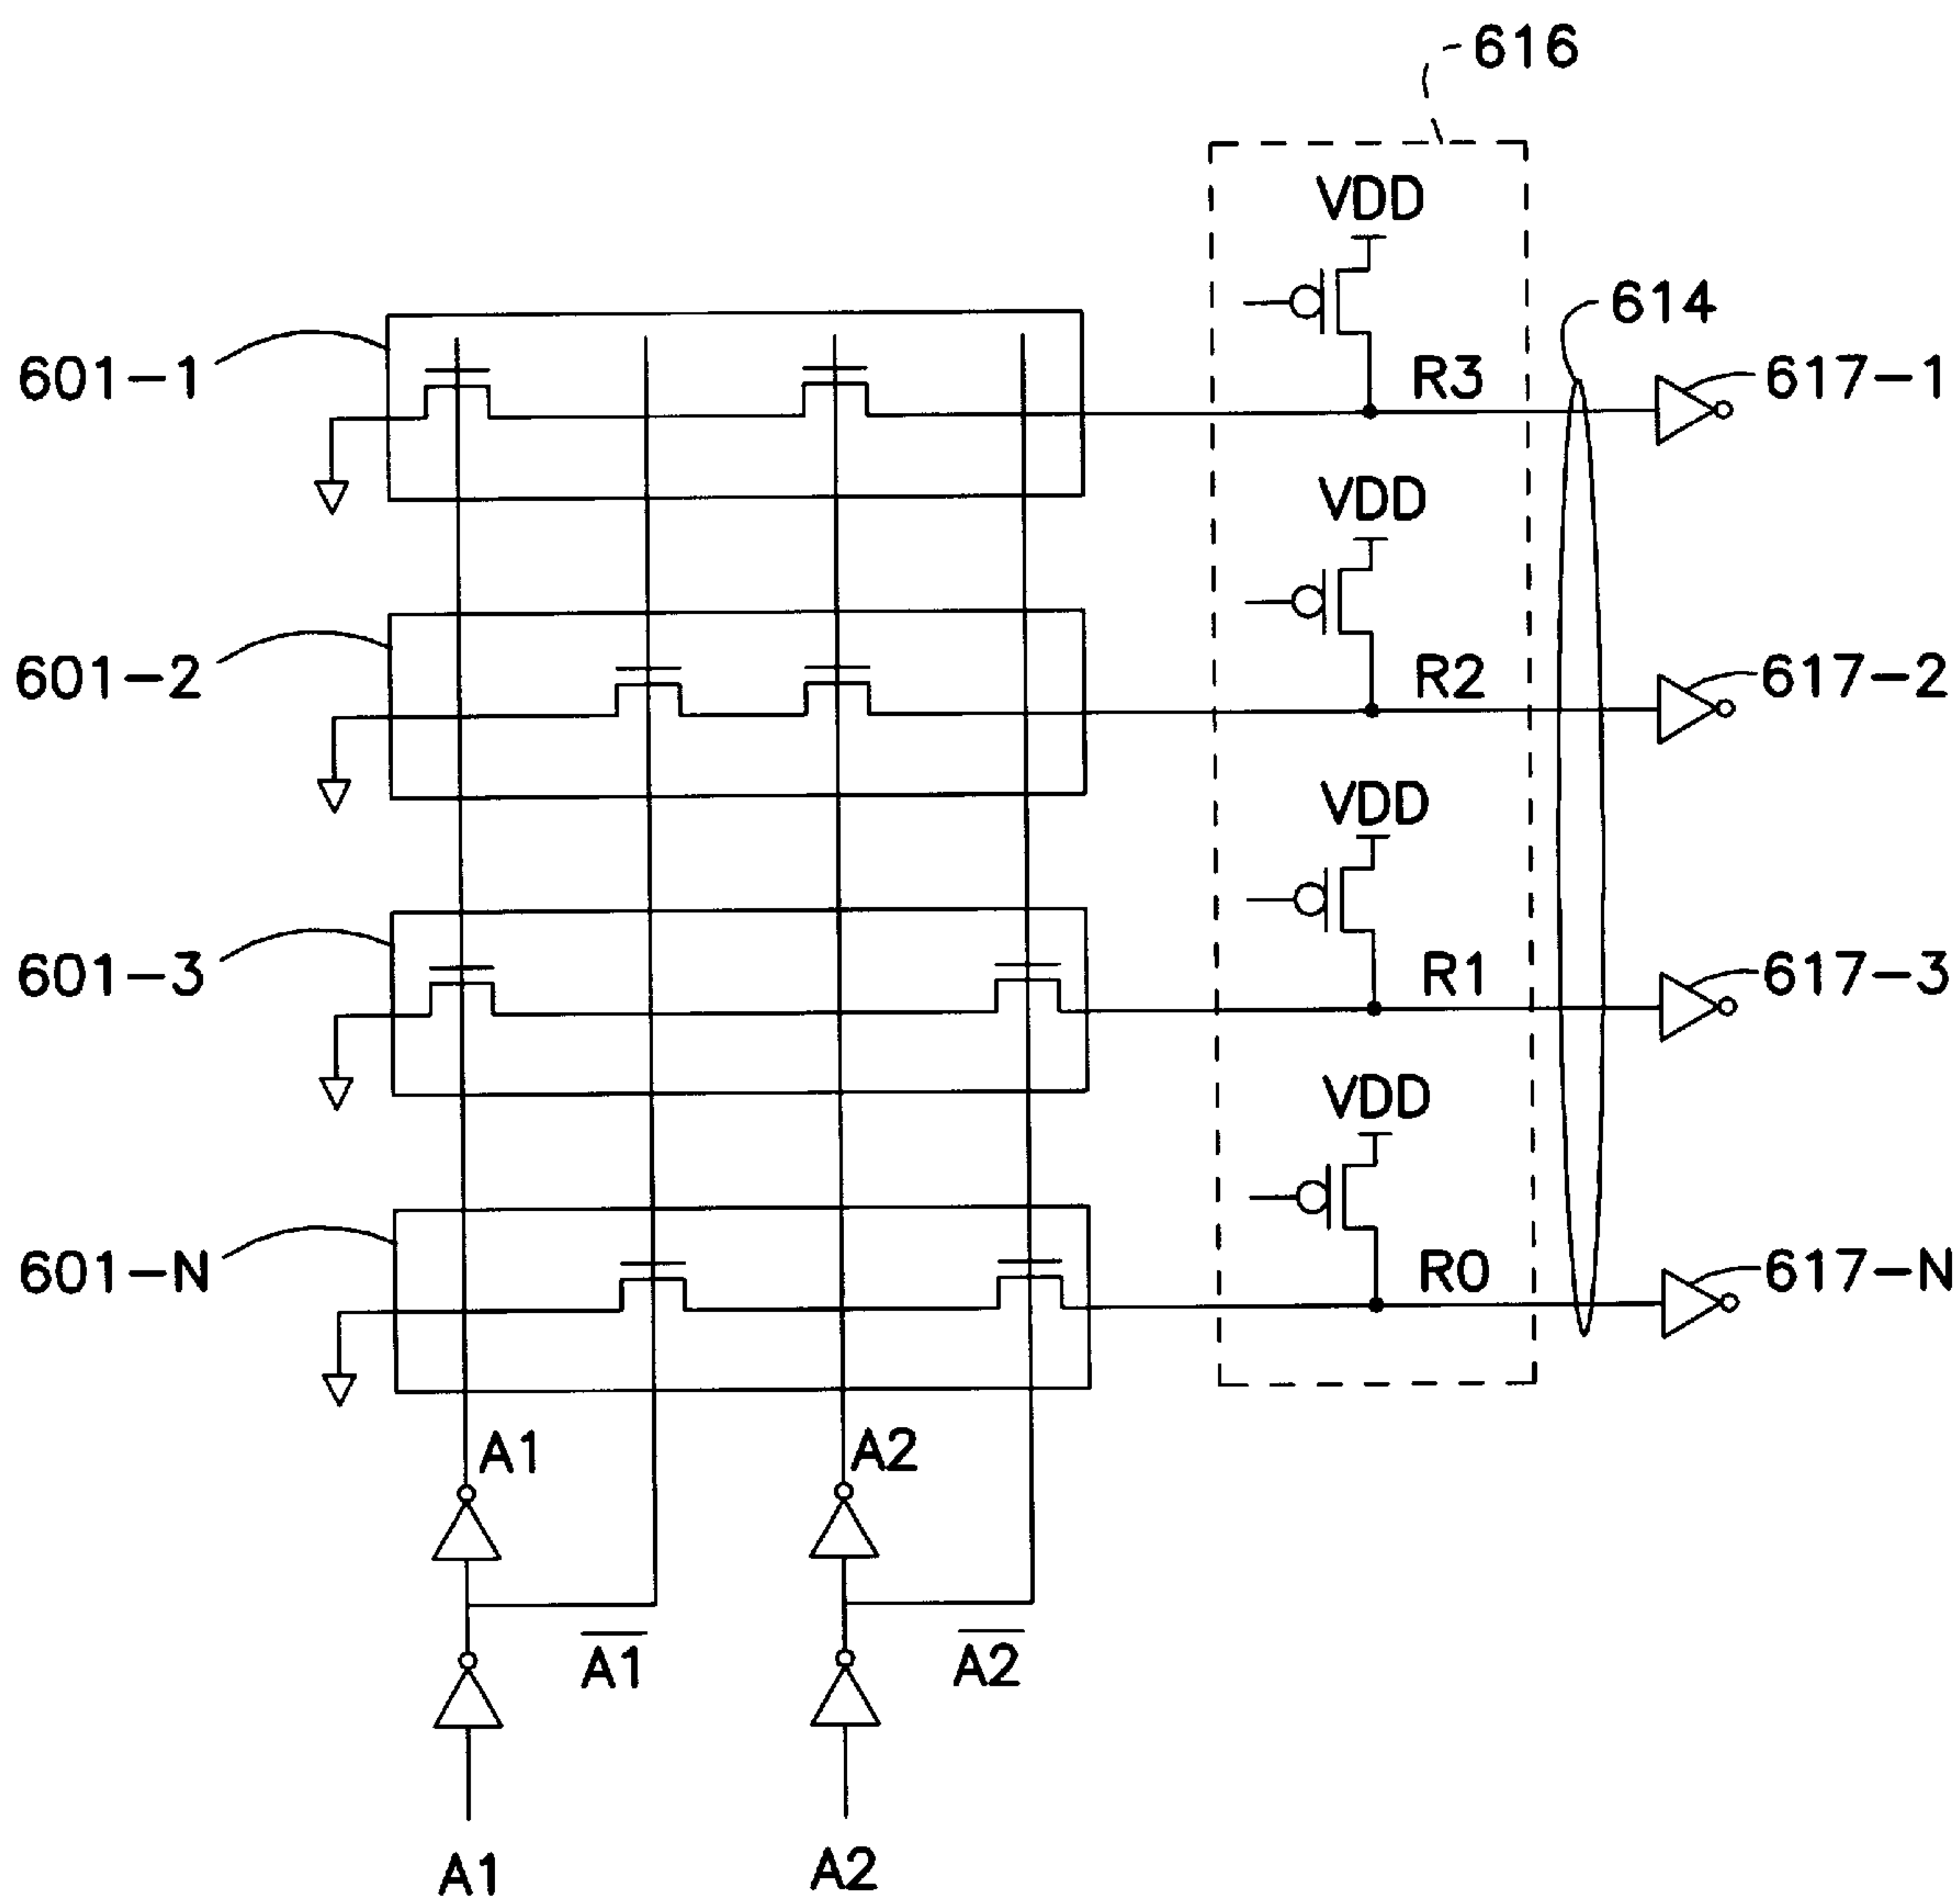 616
VDD
614
601-1
R3
617-1
VDD
601-2
R2
617-2
VDD
601-3
R1
617-3
VDD
601-N
R0
617-N
A1
A2
A1̅
A2̅
A1
A2